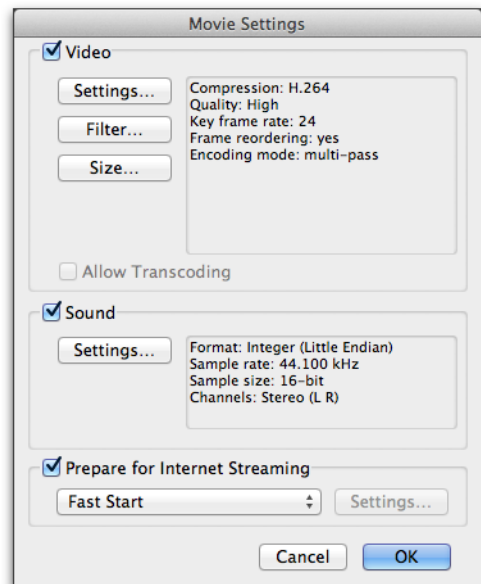 Movie Settings
Video
Settings...
Filter...
Size...
Compression: H.264
Quality: High
Key frame rate: 24
Frame reordering: yes
Encoding mode: multi-pass
Allow Transcoding
Sound
Settings...
Format: Integer (Little Endian)
Sample rate: 44.100 kHz
Sample size: 16-bit
Channels: Stereo (L R)
Prepare for Internet Streaming
Fast Start
Settings...
Cancel
OK